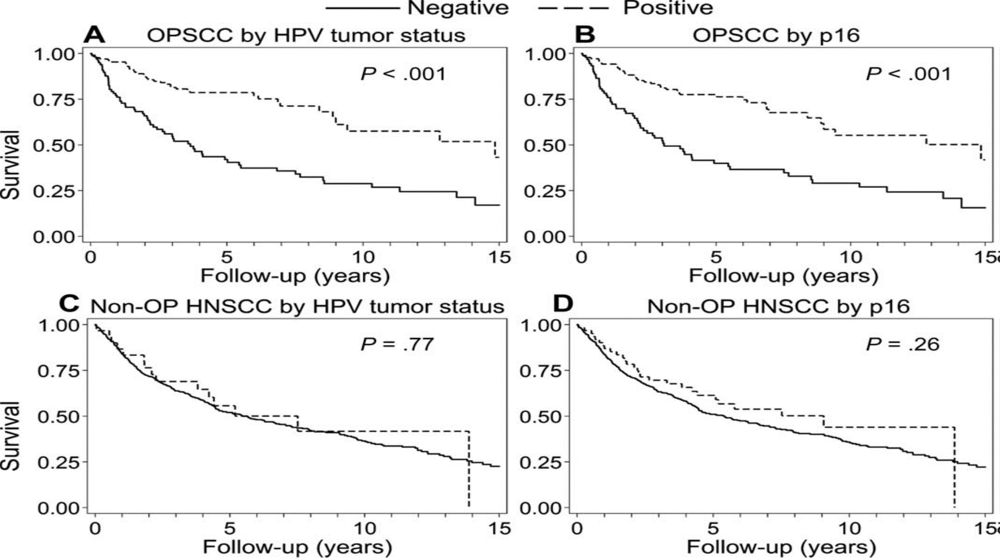 Negative Positive
A OPSCC by HPV tumor status
P < .001
1.00
0.75
0.50
0.25
0.00
Survival
0 5 10 15
Follow-up (years)
B OPSCC by p16
P < .001
1.00
0.75
0.50
0.25
0.00
0 5 10 15
Follow-up (years)
C Non-OP HNSCC by HPV tumor status
P = .77
1.00
0.75
0.50
0.25
0.00
Survival
0 5 10 15
Follow-up (years)
D Non-OP HNSCC by p16
P = .26
1.00
0.75
0.50
0.25
0.00
0 5 10 15
Follow-up (years)